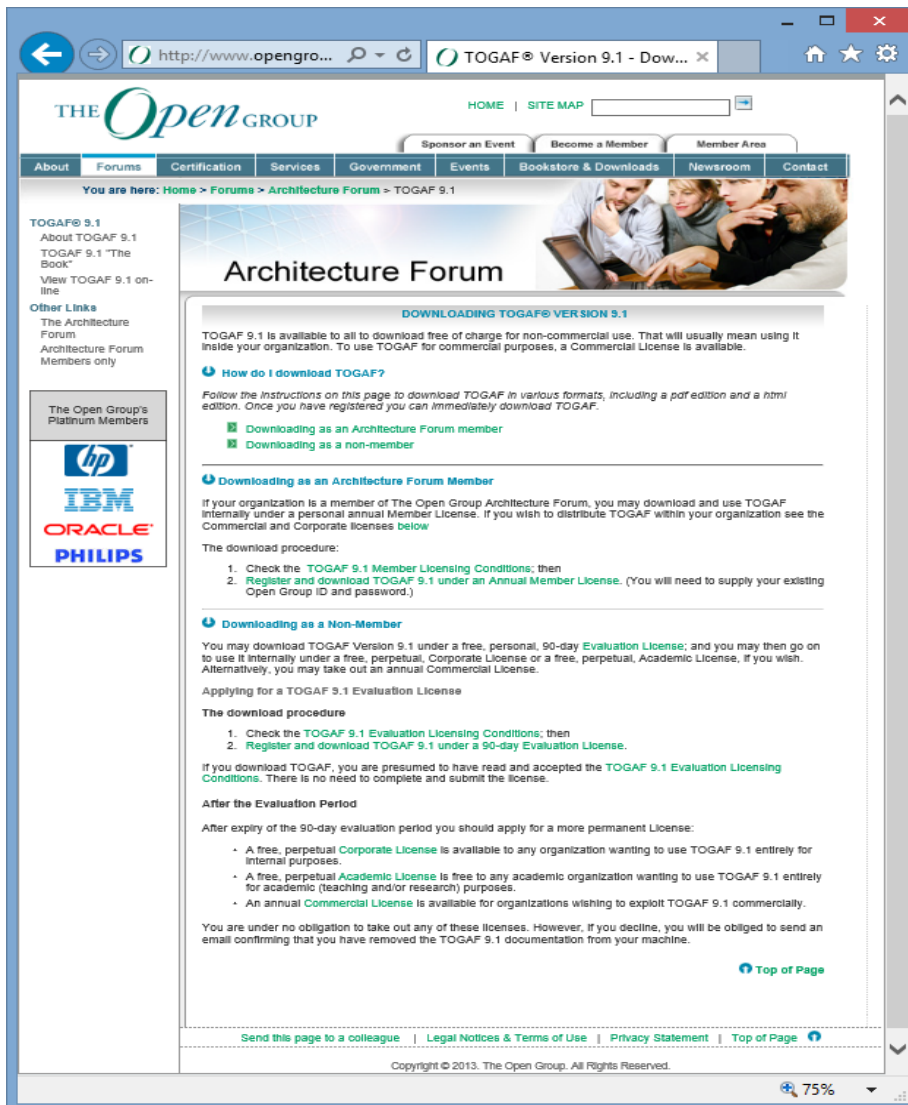 http://www.opengro...
TOGAF® Version 9.1 - Dow...
THE Open GROUP
HOME | SITE MAP
Sponsor an Event Become a Member Member Area
About Forums Certification Services Government Events Bookstore & Downloads Newsroom Contact
You are here: Home > Forums > Architecture Forum > TOGAF 9.1
TOGAF® 9.1
About TOGAF 9.1
TOGAF 9.1 "The
Book"
View TOGAF 9.1 on-
line
Other Links
The Architecture
Forum
Architecture Forum
Members only
The Open Group's
Platinum Members
hp
IBM
ORACLE
PHILIPS
Architecture Forum
DOWNLOADING TOGAF® VERSION 9.1
TOGAF 9.1 is available to all to download free of charge for non-commercial use. That will usually mean using it
inside your organization. To use TOGAF for commercial purposes, a Commercial License is available.
How do I download TOGAF?
Follow the instructions on this page to download TOGAF in various formats, including a pdf edition and a html
edition. Once you have registered you can immediately download TOGAF.
Downloading as an Architecture Forum member
Downloading as a non-member
Downloading as an Architecture Forum Member
If your organization is a member of The Open Group Architecture Forum, you may download and use TOGAF
internally under a personal annual Member License. If you wish to distribute TOGAF within your organization see the
Commercial and Corporate licenses below
The download procedure:
1. Check the TOGAF 9.1 Member Licensing Conditions; then
2. Register and download TOGAF 9.1 under an Annual Member License. (You will need to supply your existing
Open Group ID and password.)
Downloading as a Non-Member
You may download TOGAF Version 9.1 under a free, personal, 90-day Evaluation License; and you may then go on
to use it internally under a free, perpetual, Corporate License or a free, perpetual, Academic License, if you wish.
Alternatively, you may take out an annual Commercial License.
Applying for a TOGAF 9.1 Evaluation License
The download procedure
1. Check the TOGAF 9.1 Evaluation Licensing Conditions; then
2. Register and download TOGAF 9.1 under a 90-day Evaluation License.
If you download TOGAF, you are presumed to have read and accepted the TOGAF 9.1 Evaluation Licensing
Conditions. There is no need to complete and submit the license.
After the Evaluation Period
After expiry of the 90-day evaluation period you should apply for a more permanent License:
• A free, perpetual Corporate License is available to any organization wanting to use TOGAF 9.1 entirely for
internal purposes.
• A free, perpetual Academic License is free to any academic organization wanting to use TOGAF 9.1 entirely
for academic (teaching and/or research) purposes.
• An annual Commercial License is available for organizations wishing to exploit TOGAF 9.1 commercially.
You are under no obligation to take out any of these licenses. However, if you decline, you will be obliged to send an
email confirming that you have removed the TOGAF 9.1 documentation from your machine.
Top of Page
Send this page to a colleague | Legal Notices & Terms of Use | Privacy Statement | Top of Page
Copyright © 2013. The Open Group. All Rights Reserved.
75%